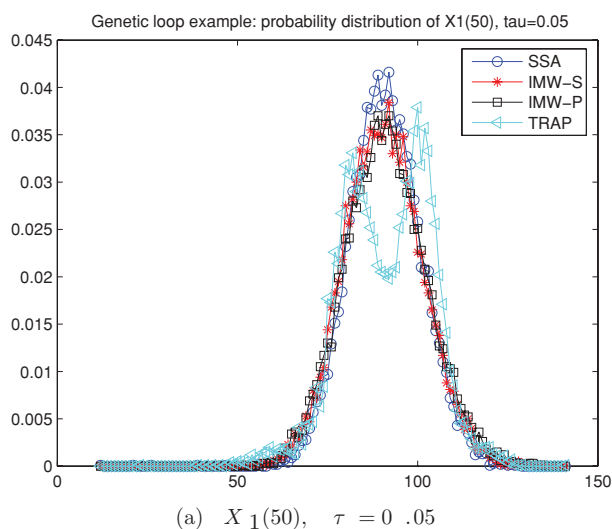 Genetic loop example: probability distribution of X1(50), tau=0.05
0.045
0.04
0.035
0.03
0.025
0.02
0.015
0.01
0.005
0
0
50
100
150
SSA
IMW-S
IMW-P
TRAP
(a) X 1(50), τ = 0 .05